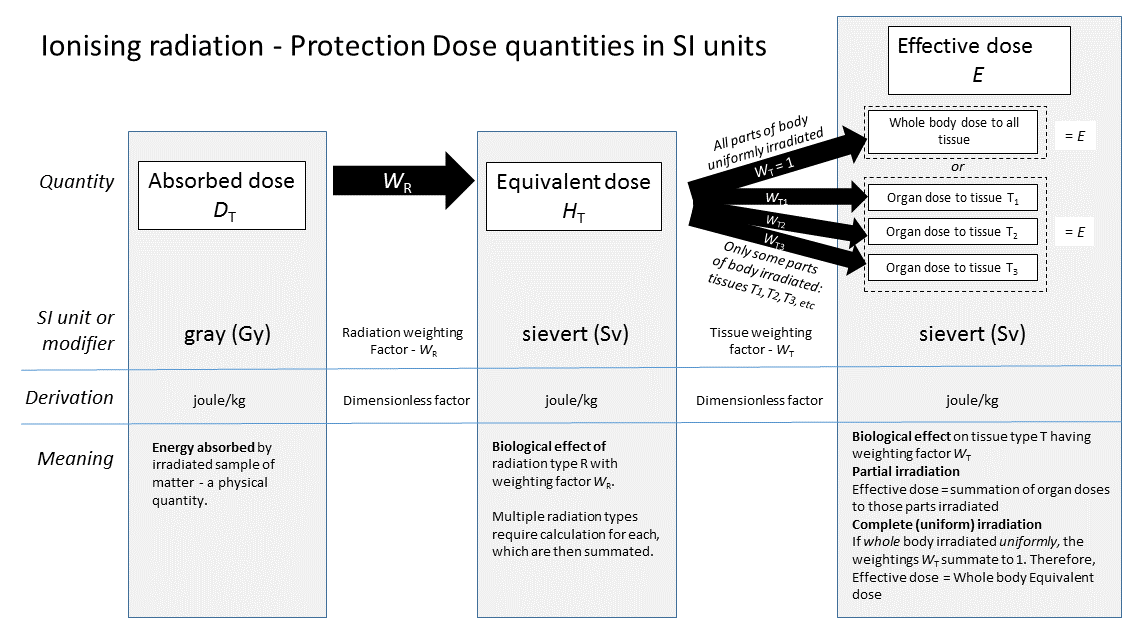 Ionising radiation - Protection Dose quantities in SI units
Effective dose
E
Quantity
Absorbed dose
D_T
W_R
Equivalent dose
H_T
All parts of body
uniformly irradiated
W_T = 1
W_T1
W_T2
W_T3
Only some parts
of body irradiated:
tissues T1, T2, T3, etc
Whole body dose to all
tissue
= E
or
Organ dose to tissue T₁
Organ dose to tissue T₂
Organ dose to tissue T₃
= E
SI unit or
modifier
gray (Gy)
Radiation weighting
Factor - W_R
sievert (Sv)
Tissue weighting
factor - W_T
sievert (Sv)
Derivation
joule/kg
Dimensionless factor
joule/kg
Dimensionless factor
joule/kg
Meaning
Energy absorbed by
irradiated sample of
matter - a physical
quantity.
Biological effect of
radiation type R with
weighting factor W_R.
Multiple radiation types
require calculation for each,
which are then summated.
Biological effect on tissue type T having
weighting factor W_T
Partial irradiation
Effective dose = summation of organ doses
to those parts irradiated
Complete (uniform) irradiation
If whole body irradiated uniformly, the
weightings W_T summate to 1. Therefore,
Effective dose = Whole body Equivalent
dose